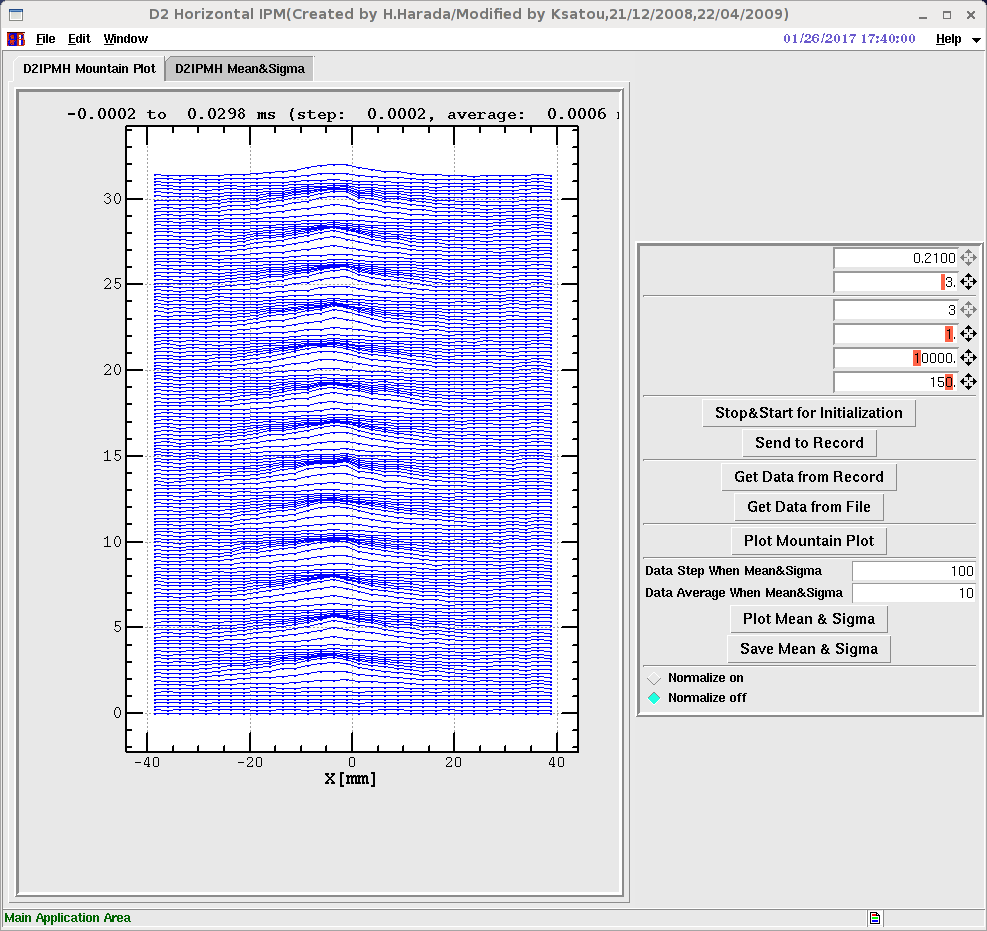 D2 Horizontal IPM(Created by H.Harada/Modified by Ksatou,21/12/2008,22/04/2009)
File Edit Window 01/26/2017 17:40:00 Help
D2IPMH Mountain Plot D2IPMH Mean&Sigma
-0.0002 to 0.0298 ms (step: 0.0002, average: 0.0006
30
25
20
15
10
5
0
-40 -20 0 20 40
X[mm]
0.2100
3.
3
1.
10000.
150.
Stop&Start for Initialization
Send to Record
Get Data from Record
Get Data from File
Plot Mountain Plot
Data Step When Mean&Sigma 100
Data Average When Mean&Sigma 10
Plot Mean & Sigma
Save Mean & Sigma
Normalize on
Normalize off
Main Application Area